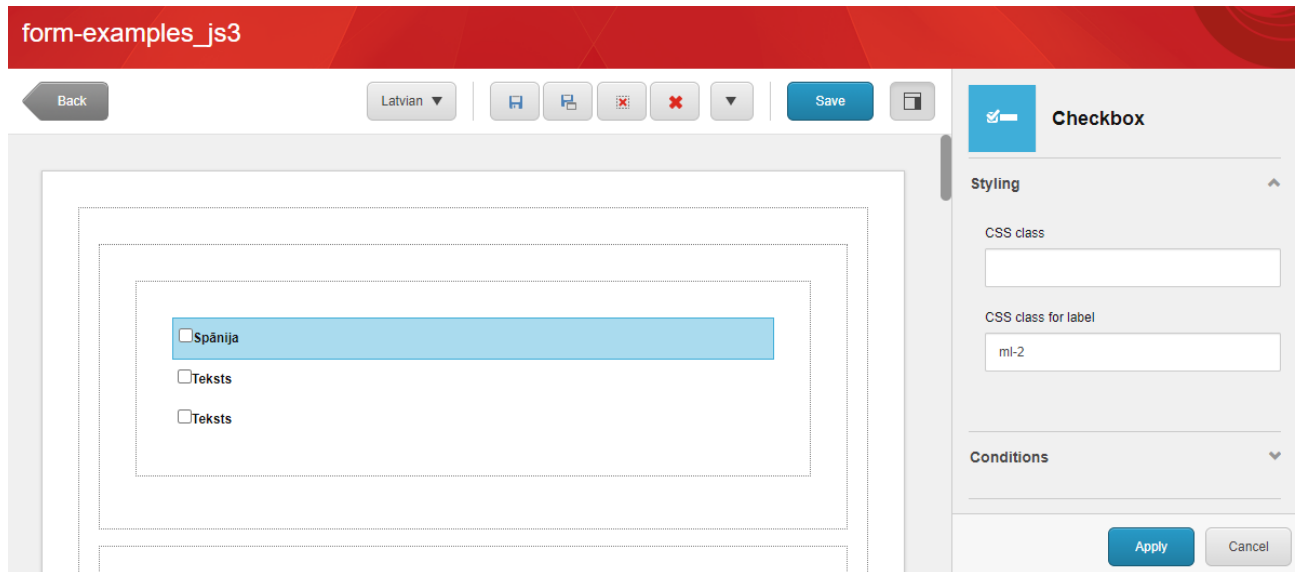 form-examples_js3
Back
Latvian
Save
Checkbox
Styling
CSS class
CSS class for label
ml-2
Spānija
Teksts
Teksts
Conditions
Apply
Cancel